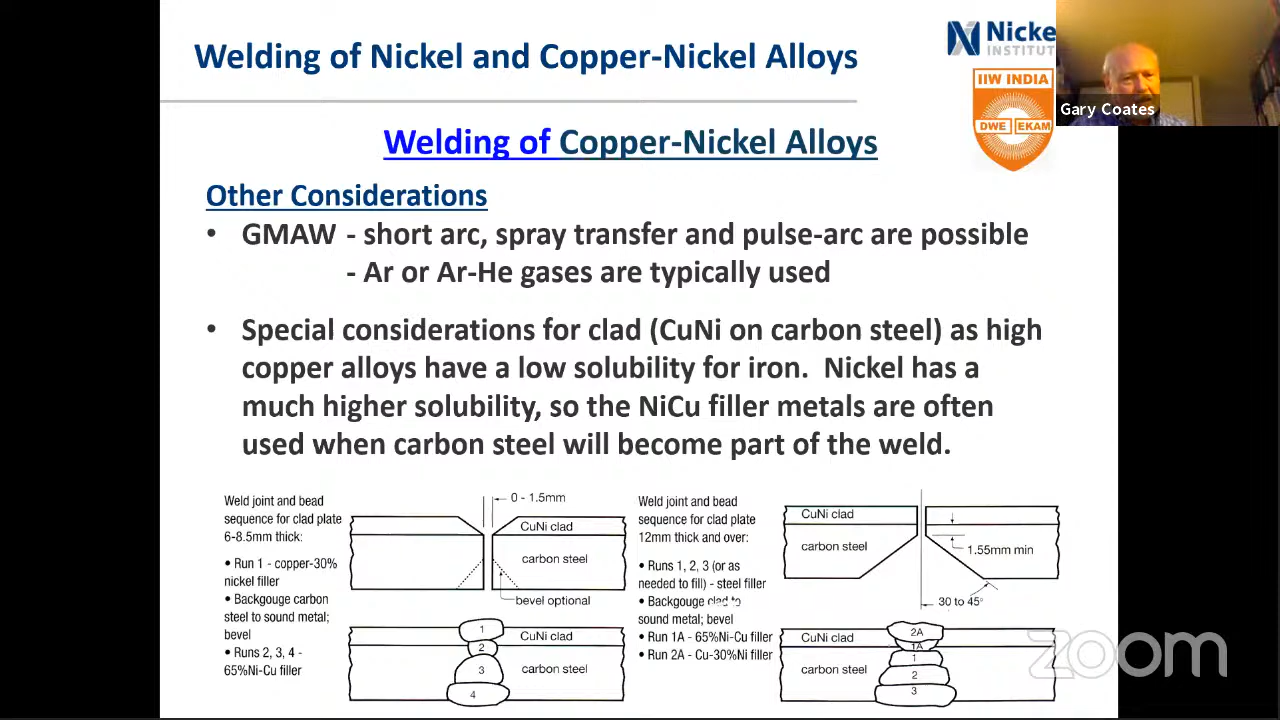 Welding of Nickel and Copper-Nickel Alloys
Nicke
INSTITUT
IIW INDIA
DWE EKAM
Gary Coates
Welding of Copper-Nickel Alloys
Other Considerations
• GMAW - short arc, spray transfer and pulse-arc are possible
- Ar or Ar-He gases are typically used
• Special considerations for clad (CuNi on carbon steel) as high
copper alloys have a low solubility for iron. Nickel has a
much higher solubility, so the NiCu filler metals are often
used when carbon steel will become part of the weld.
Weld joint and bead
sequence for clad plate
6-8.5mm thick:
• Run 1 - copper-30%
nickel filler
• Backgouge carbon
steel to sound metal;
bevel
• Runs 2, 3, 4 -
65%Ni-Cu filler
0 - 1.5mm
CuNi clad
carbon steel
bevel optional
1
2
3
4
CuNi clad
carbon steel
Weld joint and bead
sequence for clad plate
12mm thick and over:
• Runs 1, 2, 3 (or as
needed to fill) - steel filler
• Backgouge clad to
sound metal; bevel
• Run 1A - 65%Ni-Cu filler
• Run 2A - Cu-30%Ni filler
CuNi clad
carbon steel
1.55mm min
30 to 45°
CuNi clad
carbon steel
2A
1A
1
2
3
zoom